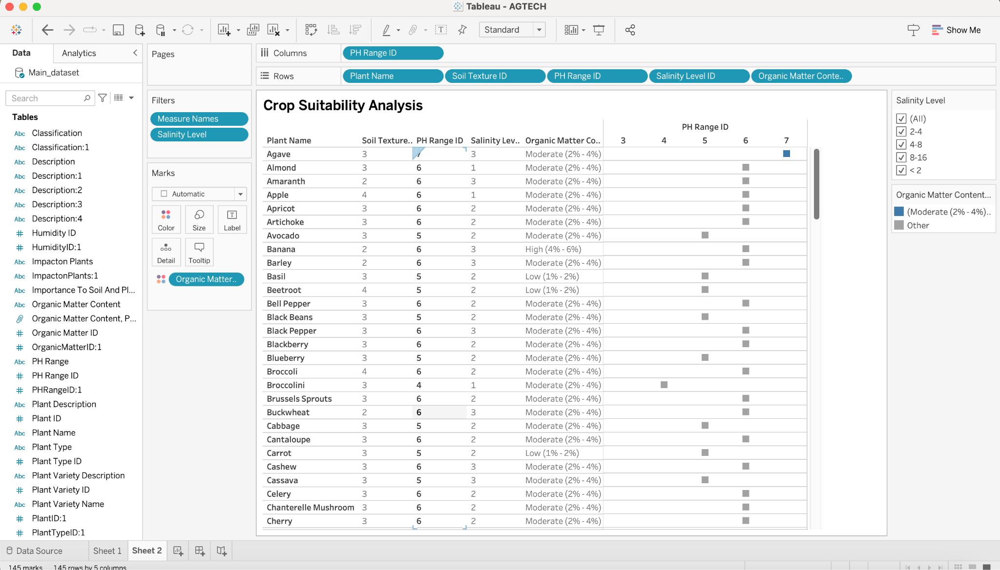 Tableau - AGTECH
Standard
Show Me
Data
Analytics
Main_dataset
Search
Tables
Abc Classification
Abc Classification:1
Abc Description
Abc Description:1
Abc Description:2
Abc Description:3
Abc Description:4
# Humidity ID
# HumidityID:1
Abc Impacton Plants
Abc ImpactonPlants:1
Abc Importance To Soil And Pl...
Abc Organic Matter Content
Organic Matter Content, P...
# Organic Matter ID
# OrganicMatterID:1
Abc PH Range
# PH Range ID
# PHRangeID:1
Abc Plant Description
# Plant ID
Abc Plant Name
Abc Plant Type
# Plant Type ID
Abc Plant Variety Description
# Plant Variety ID
Abc Plant Variety Name
# PlantID:1
# PlantTypeID:1
Pages
Filters
Measure Names
Salinity Level
Marks
Automatic
Color Size T Label
Detail Tooltip
Organic Matter..
Columns PH Range ID
Rows Plant Name Soil Texture ID PH Range ID Salinity Level ID Organic Matter Conte..
Crop Suitability Analysis
PH Range ID
Plant Name Soil Texture.. PH Range ID Salinity Lev.. Organic Matter Co.. 3 4 5 6 7
Agave 3 7 3 Moderate (2% - 4%)
Almond 3 6 1 Moderate (2% - 4%)
Amaranth 2 6 3 Moderate (2% - 4%)
Apple 4 6 1 Moderate (2% - 4%)
Apricot 3 6 2 Moderate (2% - 4%)
Artichoke 3 6 2 Moderate (2% - 4%)
Avocado 3 5 2 Moderate (2% - 4%)
Banana 2 6 3 High (4% - 6%)
Barley 2 6 3 Moderate (2% - 4%)
Basil 3 5 2 Low (1% - 2%)
Beetroot 4 5 2 Low (1% - 2%)
Bell Pepper 3 6 2 Moderate (2% - 4%)
Black Beans 3 5 2 Moderate (2% - 4%)
Black Pepper 3 6 3 Moderate (2% - 4%)
Blackberry 3 6 2 Moderate (2% - 4%)
Blueberry 3 5 2 Moderate (2% - 4%)
Broccoli 4 6 2 Moderate (2% - 4%)
Broccolini 3 4 1 Moderate (2% - 4%)
Brussels Sprouts 3 6 2 Moderate (2% - 4%)
Buckwheat 2 6 3 Moderate (2% - 4%)
Cabbage 3 5 2 Moderate (2% - 4%)
Cantaloupe 3 6 2 Moderate (2% - 4%)
Carrot 3 5 2 Low (1% - 2%)
Cashew 3 6 3 Moderate (2% - 4%)
Cassava 3 5 3 Moderate (2% - 4%)
Celery 3 6 2 Moderate (2% - 4%)
Chanterelle Mushroom 3 6 2 Moderate (2% - 4%)
Cherry 3 6 2 Moderate (2% - 4%)
Salinity Level
(All)
2-4
4-8
8-16
< 2
Organic Matter Content...
(Moderate (2% - 4%)..
Other
Data Source Sheet 1 Sheet 2
145 marks 145 rows by 5 columns